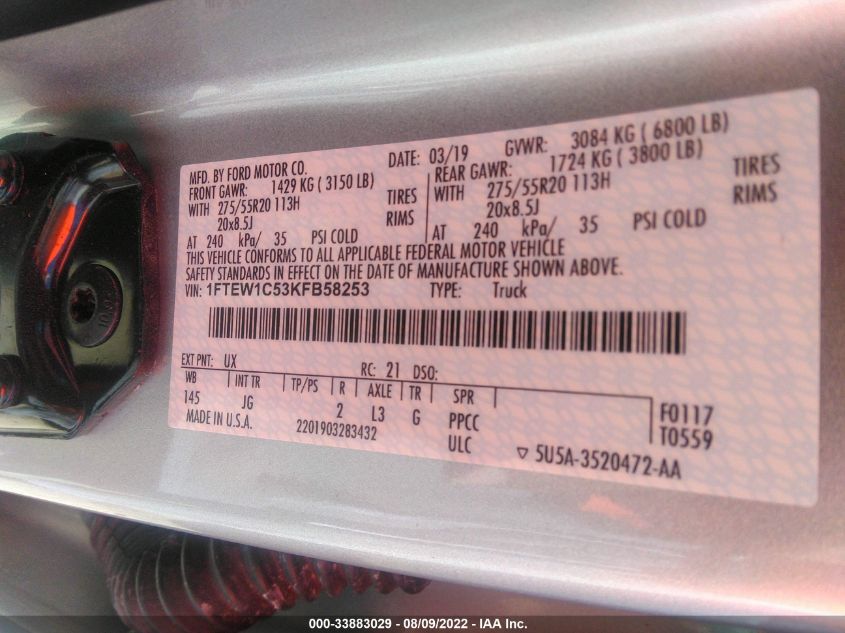 MFD. BY FORD MOTOR CO. DATE: 03/19 GVWR: 3084 KG ( 6800 LB)
FRONT GAWR: 1429 KG ( 3150 LB) REAR GAWR: 1724 KG ( 3800 LB)
WITH 275/55R20 113H TIRES WITH 275/55R20 113H TIRES
20x8.5J RIMS 20x8.5J RIMS
AT 240 kPa/ 35 PSI COLD AT 240 kPa/ 35 PSI COLD
THIS VEHICLE CONFORMS TO ALL APPLICABLE FEDERAL MOTOR VEHICLE
SAFETY STANDARDS IN EFFECT ON THE DATE OF MANUFACTURE SHOWN ABOVE.
VIN: 1FTEW1C53KFB58253 TYPE: Truck
EXT PNT: UX RC: 21 DSO:
WB INT TR TP/PS R AXLE TR SPR
145 JG 2 L3 G PPCC F0117
MADE IN U.S.A. 2201903283432 ULC T0559
▽ 5U5A-3520472-AA
000-33883029 - 08/09/2022 - IAA Inc.